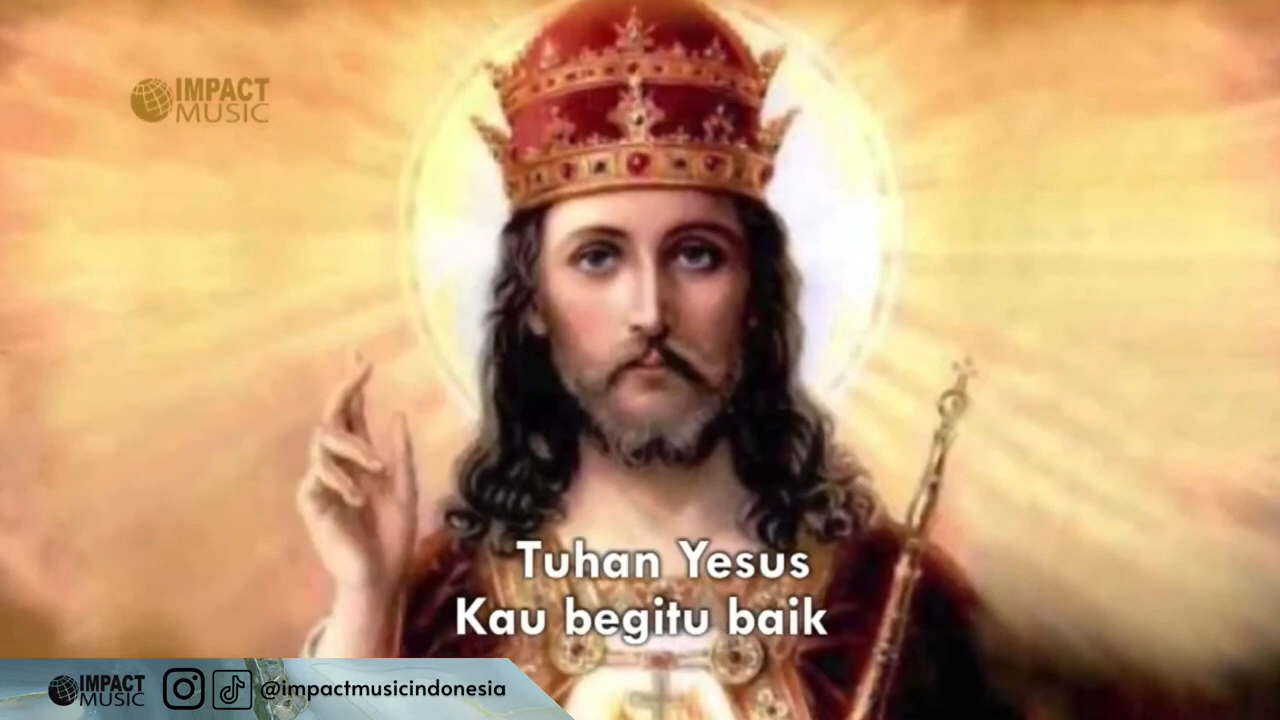 IMPACT
MUSIC
Tuhan Yesus
Kau begitu baik
IMPACT
MUSIC
@impactmusicindonesia